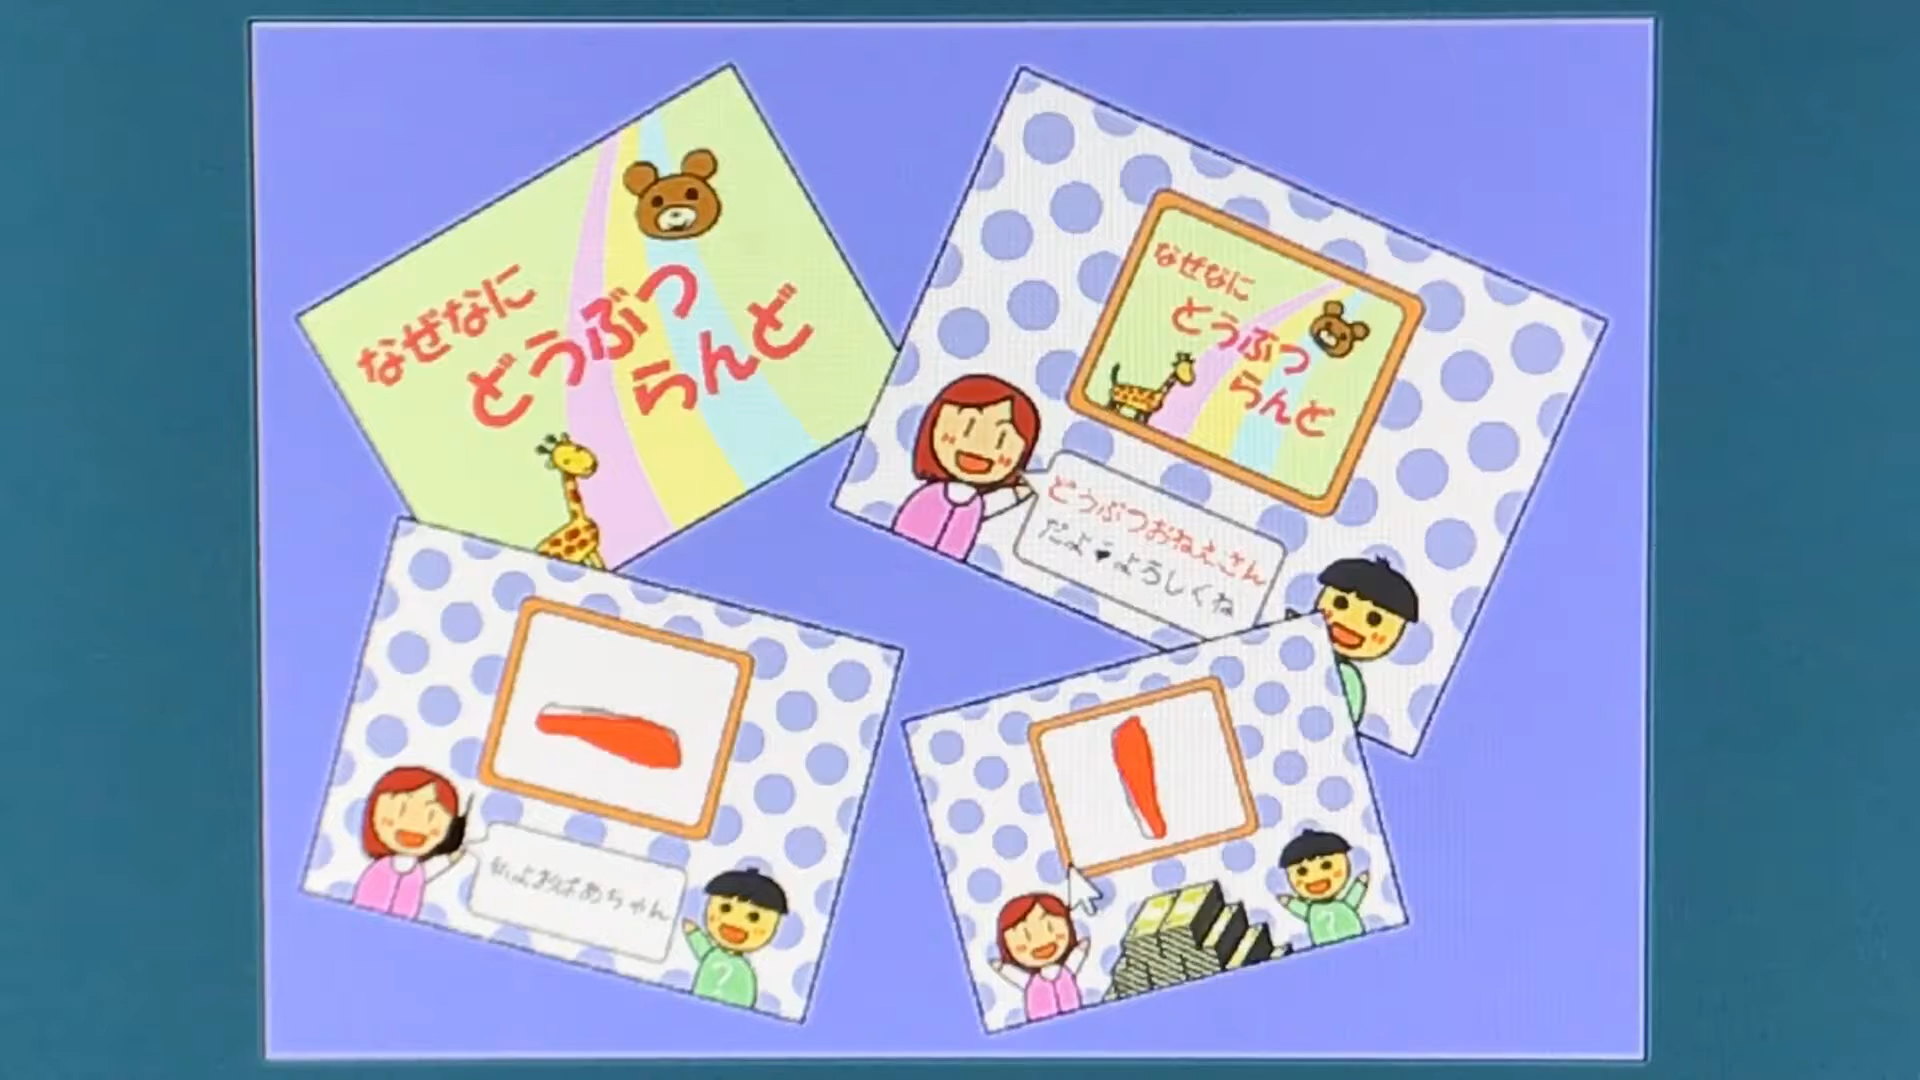 なぜなに
どうぶつ
らんど
なぜなに
どうぶつ
らんど
どうぶつおねえさん
だよ♥よろしくね
私よおばあちゃん
?
?